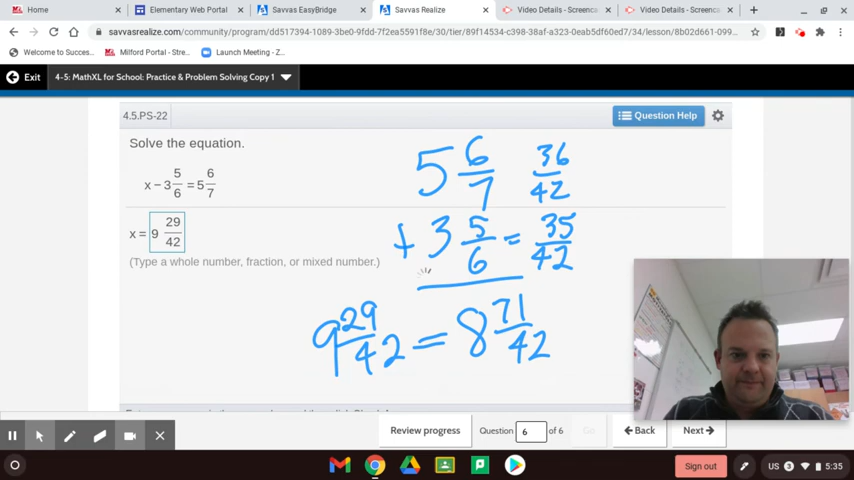 Home
Elementary Web Portal
Savvas EasyBridge
Savvas Realize
Video Details - Screenca
Video Details - Screenca
savvasrealize.com/community/program/dd517394-1089-3be0-9fdd-7f2ea5591f8e/30/tier/89f14534-c398-38af-a323-0eab5df60ed7/34/lesson/8b02d661-099...
Welcome to Succes...
Milford Portal - Stre...
Launch Meeting - Z...
Exit
4-5: MathXL for School: Practice & Problem Solving Copy 1
4.5.PS-22
Question Help
Solve the equation.
x − 3 5/6 = 5 6/7
x = 9 29/42
(Type a whole number, fraction, or mixed number.)
5 6/7 36/42
+ 3 5/6 = 35/42
9 29/42 = 8 71/42
Review progress
Question 6 of 6
Go
Back
Next
Sign out
US
3
5:35